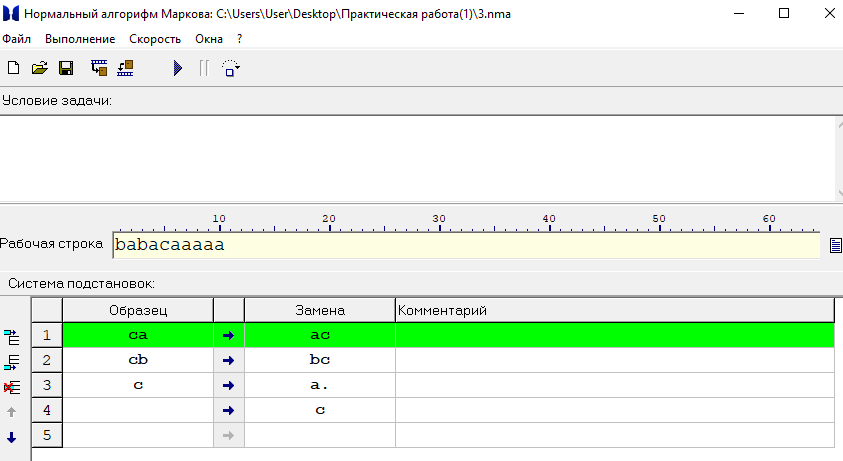 Нормальный алгорифм Маркова: C:\Users\User\Desktop\Практическая работа(1)\3.nma
Файл Выполнение Скорость Окна ?
Условие задачи:
10 20 30 40 50 60
Рабочая строка babacaaaaa
Система подстановок:
Образец Замена Комментарий
1 ca → ac
2 cb → bc
3 c → a.
4 → c
5 →